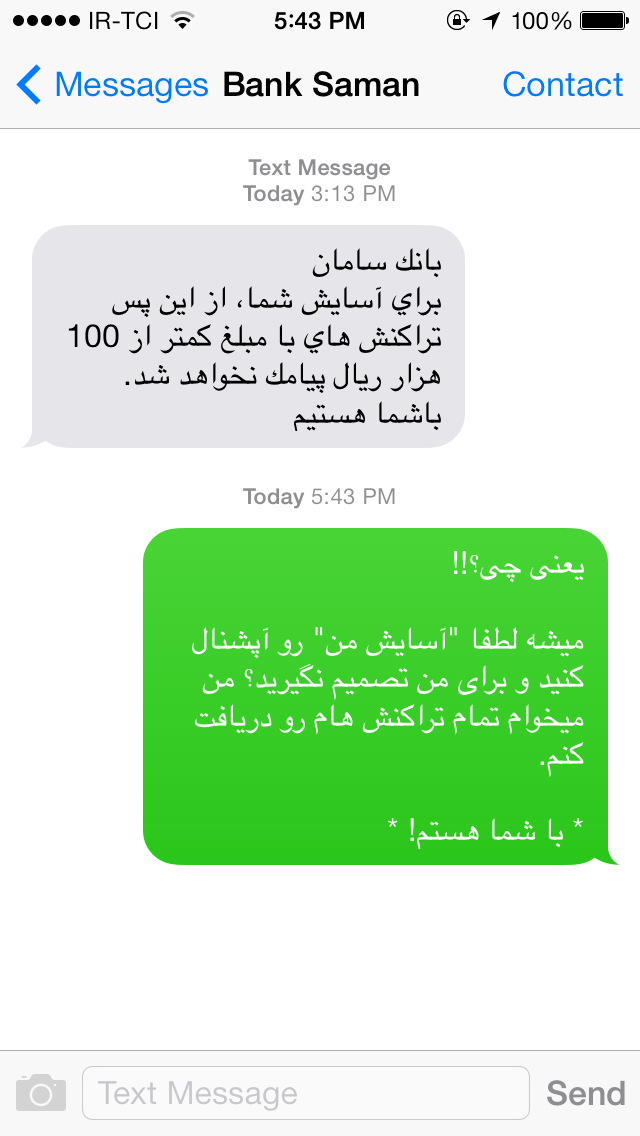 IR-TCI 5:43 PM 100%
Messages Bank Saman Contact
Text Message
Today 3:13 PM
بانك سامان
براي آسايش شما، از اين پس
تراكنش هاي با مبلغ كمتر از 100
هزار ريال پيامك نخواهد شد.
باشما هستيم
Today 5:43 PM
یعنی چی؟!!
میشه لطفا "آسایش من" رو آپشنال
کنید و برای من تصمیم نگیرید؟ من
میخوام تمام تراکنش هام رو دریافت
کنم.
* با شما هستم! *
Text Message Send